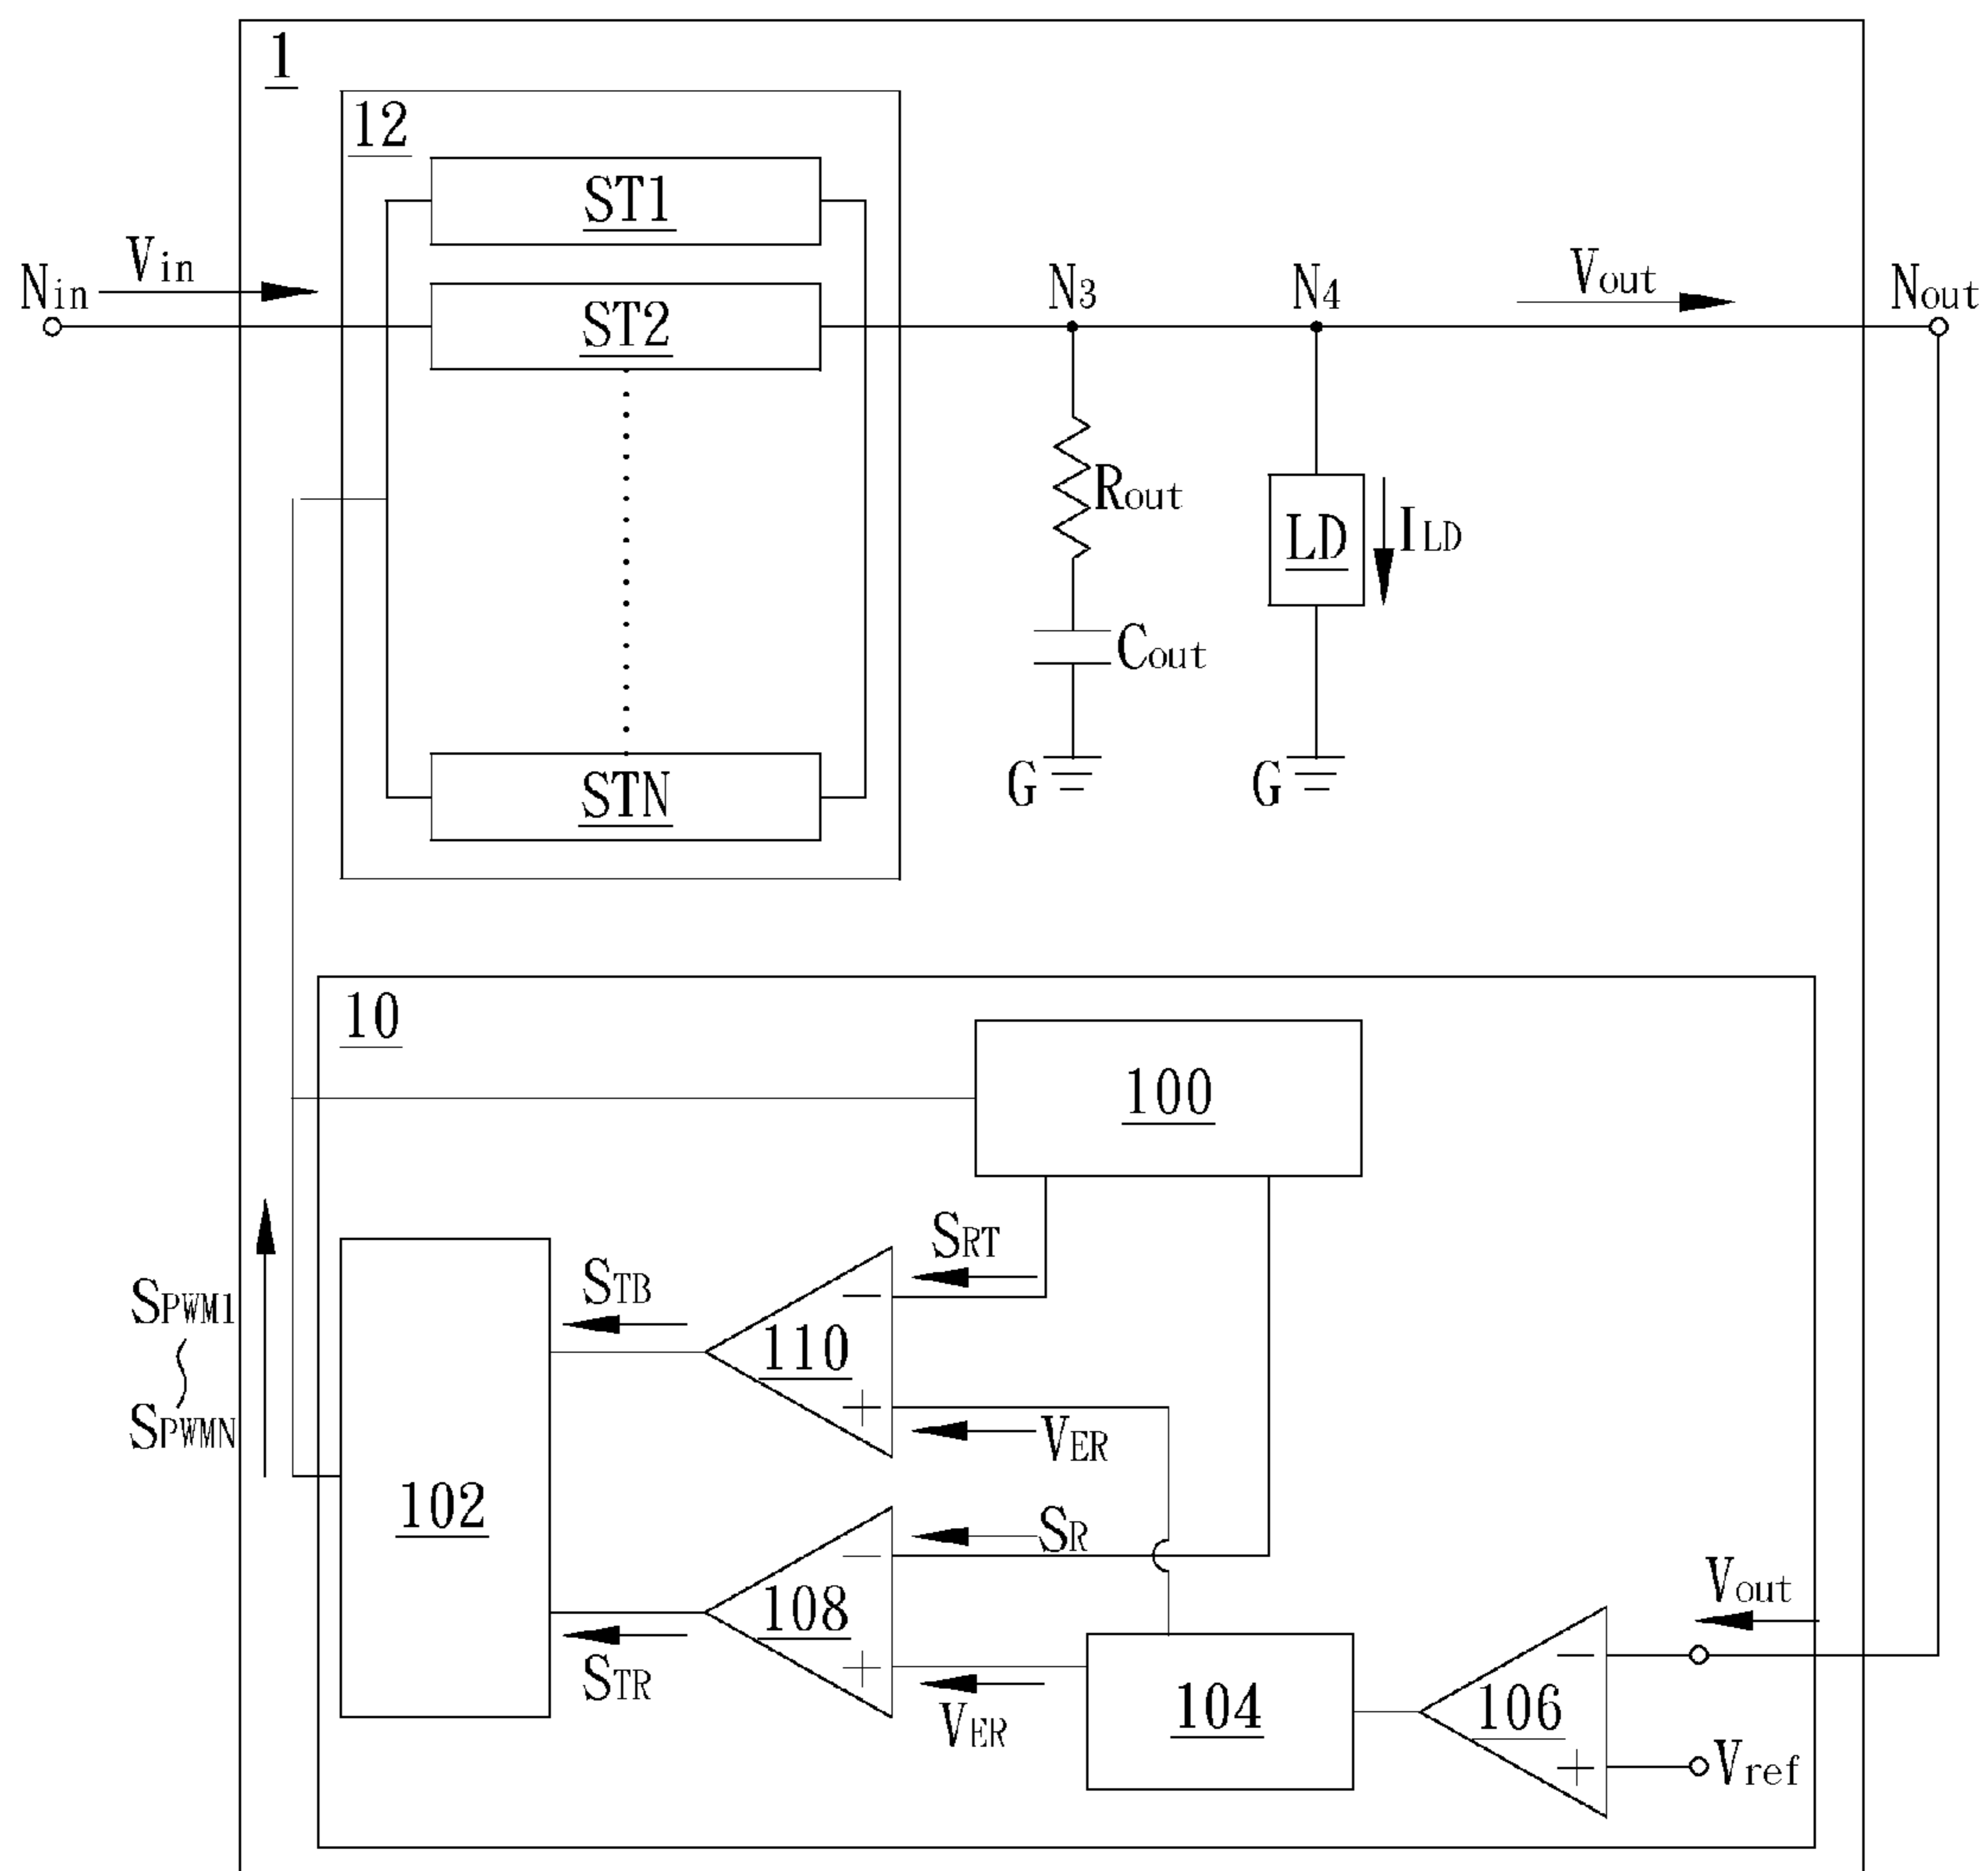 1
12
ST1
Nin
Vin
ST2
N3
N4
Vout
Nout
Rout
LD
ILD
Cout
STN
G
G
10
100
SRT
STB
SPWM1
110
VER
SPWMN
102
SR
108
Vout
STR
VER
104
106
Vref